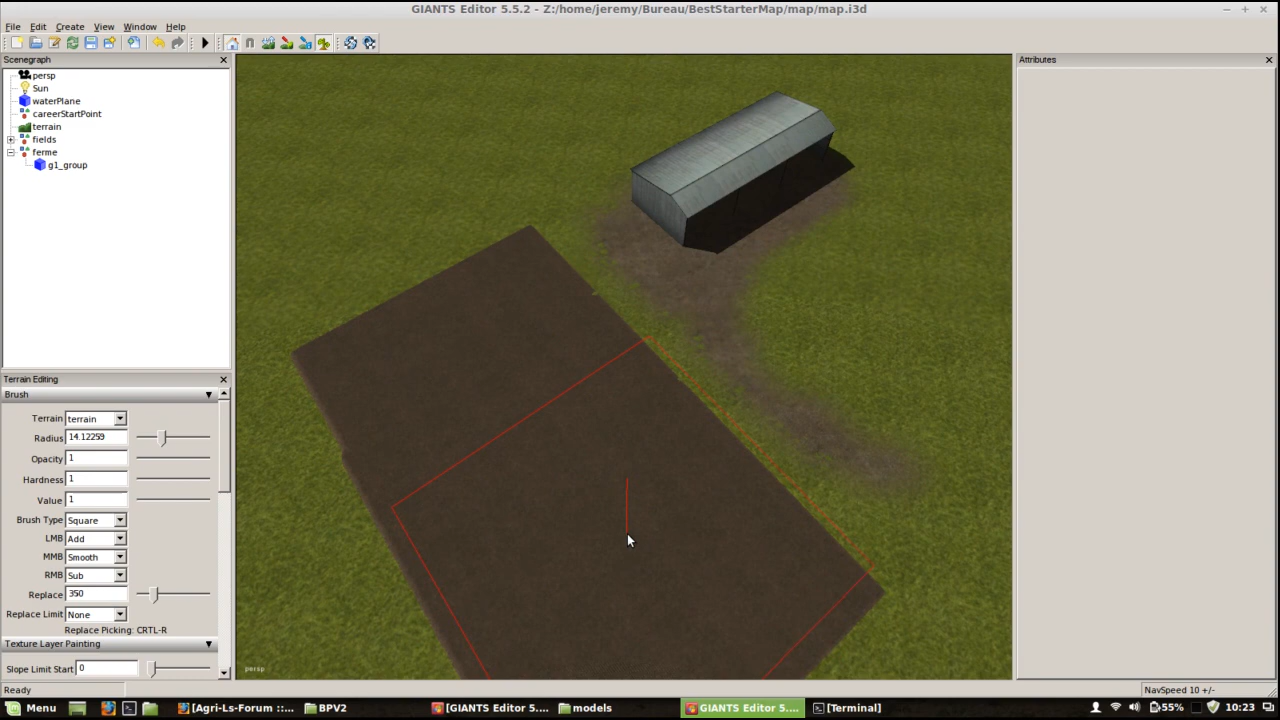 GIANTS Editor 5.5.2 - Z:/home/jeremy/Bureau/BestStarterMap/map/map.i3d
File Edit Create View Window Help
Scenegraph
persp
Sun
waterPlane
careerStartPoint
terrain
fields
ferme
g1_group
Attributes
Terrain Editing
Brush
Terrain terrain
Radius 14.12259
Opacity 1
Hardness 1
Value 1
Brush Type Square
LMB Add
MMB Smooth
RMB Sub
Replace 350
Replace Limit None
Replace Picking: CRTL-R
Texture Layer Painting
Slope Limit Start 0
persp
Ready
NavSpeed 10 +/-
Menu
[Agri-Ls-Forum ::...
BPV2
[GIANTS Editor 5....
models
GIANTS Editor 5....
[Terminal]
55%
10:23